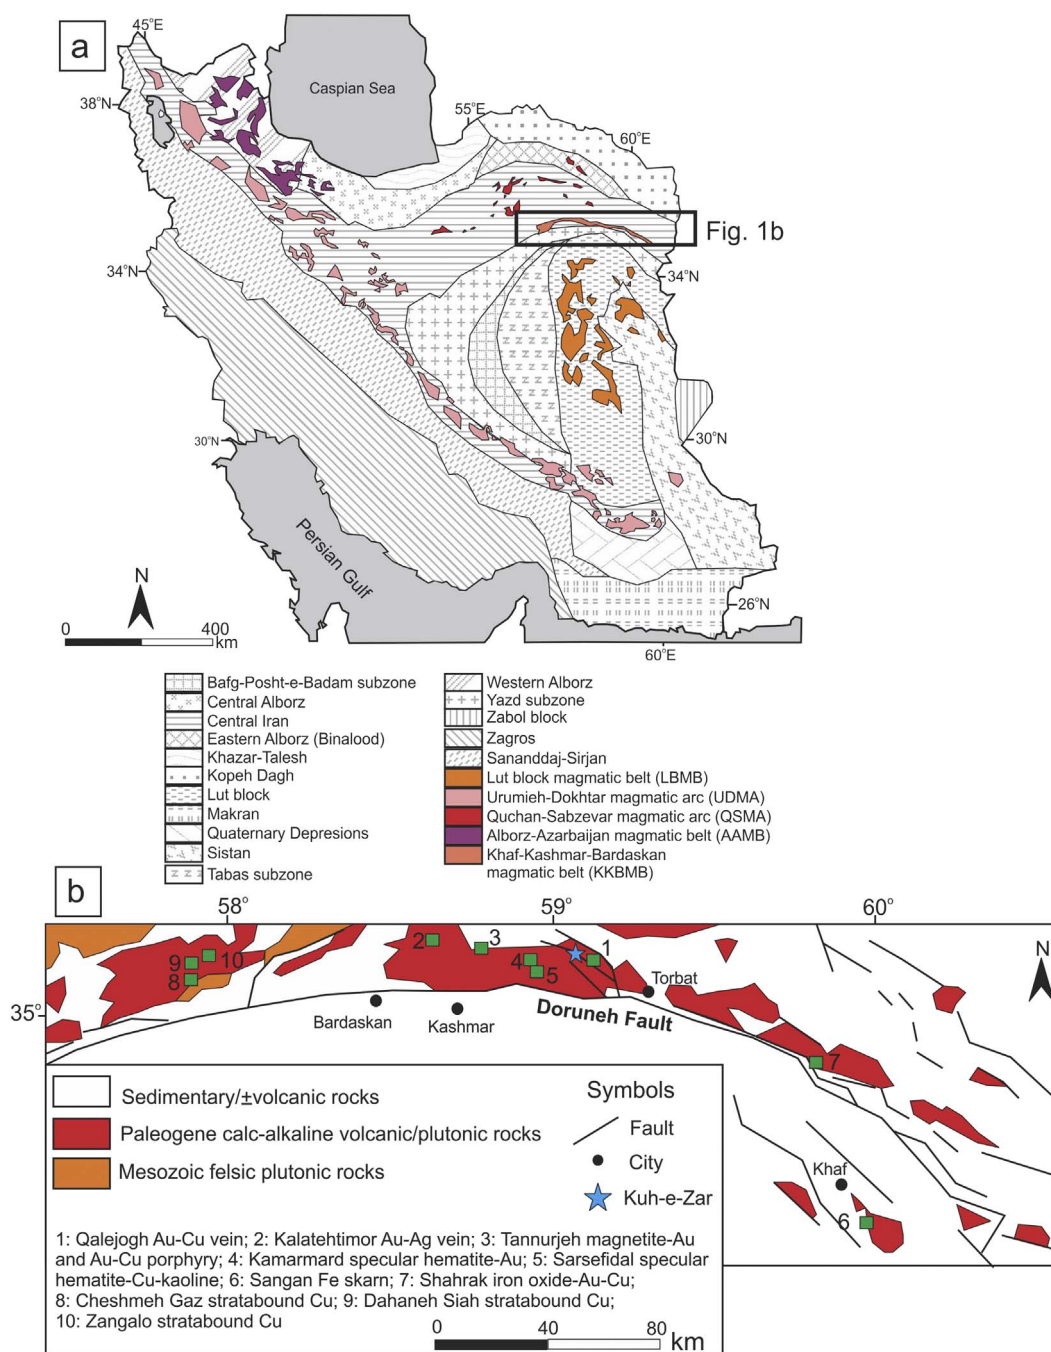 a
45°E
38°N
Caspian Sea
55°E
60°E
Fig. 1b
34°N
34°N
30°N
30°N
Persian Gulf
26°N
60°E
N
0 400
km
Bafg-Posht-e-Badam subzone
Central Alborz
Central Iran
Eastern Alborz (Binalood)
Khazar-Talesh
Kopeh Dagh
Lut block
Makran
Quaternary Depresions
Sistan
Tabas subzone
Western Alborz
Yazd subzone
Zabol block
Zagros
Sananddaj-Sirjan
Lut block magmatic belt (LBMB)
Urumieh-Dokhtar magmatic arc (UDMA)
Quchan-Sabzevar magmatic arc (QSMA)
Alborz-Azarbaijan magmatic belt (AAMB)
Khaf-Kashmar-Bardaskan
magmatic belt (KKBMB)
b
58° 59° 60°
35°
9 10
8
2 3
4
5
1
N
Torbat
Bardaskan
Kashmar
Doruneh Fault
7
Khaf
6
Sedimentary/±volcanic rocks
Paleogene calc-alkaline volcanic/plutonic rocks
Mesozoic felsic plutonic rocks
Symbols
Fault
City
Kuh-e-Zar
1: Qalejogh Au-Cu vein; 2: Kalatehtimor Au-Ag vein; 3: Tannurjeh magnetite-Au
and Au-Cu porphyry; 4: Kamarmard specular hematite-Au; 5: Sarsefidal specular
hematite-Cu-kaoline; 6: Sangan Fe skarn; 7: Shahrak iron oxide-Au-Cu;
8: Cheshmeh Gaz stratabound Cu; 9: Dahaneh Siah stratabound Cu;
10: Zangalo stratabound Cu
0 40 80
km